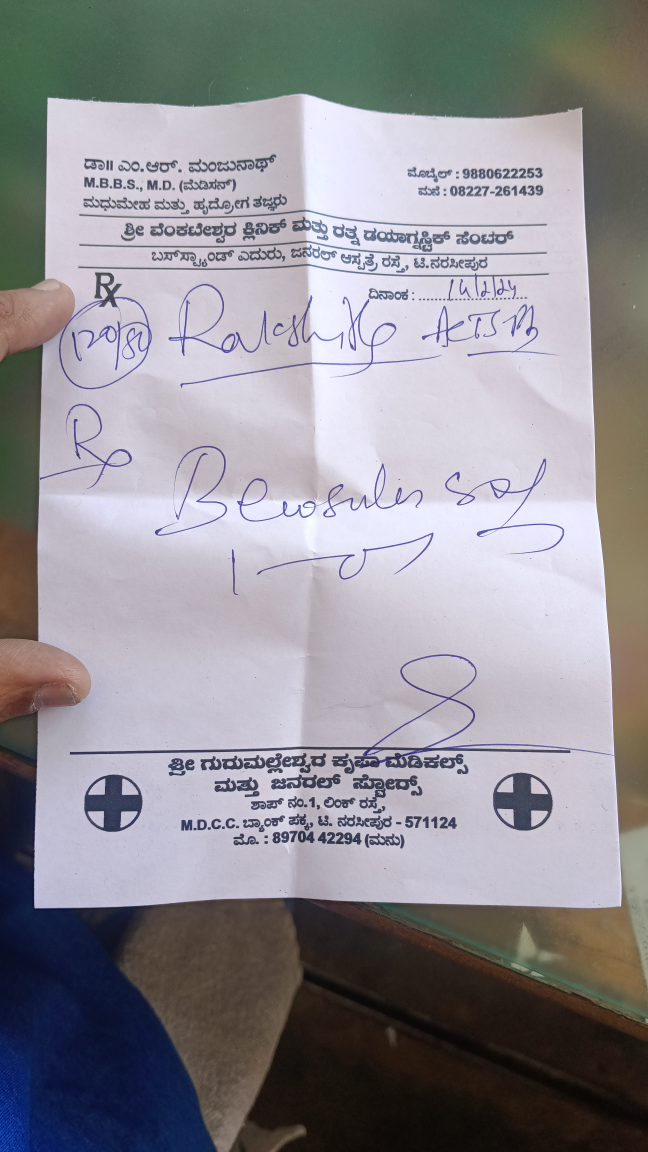 ಡಾ॥ ಎಂ.ಆರ್. ಮಂಜುನಾಥ್
M.B.B.S., M.D. (ಮೆಡಿಸನ್)
ಮಧುಮೇಹ ಮತ್ತು ಹೃದ್ರೋಗ ತಜ್ಞರು
ಮೊಬೈಲ್ : 9880622253
ಮನೆ : 08227-261439
ಶ್ರೀ ವೆಂಕಟೇಶ್ವರ ಕ್ಲಿನಿಕ್ ಮತ್ತು ರತ್ನ ಡಯಾಗ್ನಸ್ಟಿಕ್ ಸೆಂಟರ್
ಬಸ್‌ಸ್ಟ್ಯಾಂಡ್ ಎದುರು, ಜನರಲ್ ಆಸ್ಪತ್ರೆ ರಸ್ತೆ, ಟಿ.ನರಸೀಪುರ
Rx
ದಿನಾಂಕ : 14/2/24
120/80
Rx
1-0-1
ಶ್ರೀ ಗುರುಮಲ್ಲೇಶ್ವರ ಕೃಪಾ ಮೆಡಿಕಲ್ಸ್
ಮತ್ತು ಜನರಲ್ ಸ್ಟೋರ್ಸ್
ಶಾಪ್ ನಂ.1, ಲಿಂಕ್ ರಸ್ತೆ,
M.D.C.C. ಬ್ಯಾಂಕ್ ಪಕ್ಕ, ಟಿ. ನರಸೀಪುರ - 571124
ಮೊ. : 89704 42294 (ಮನು)